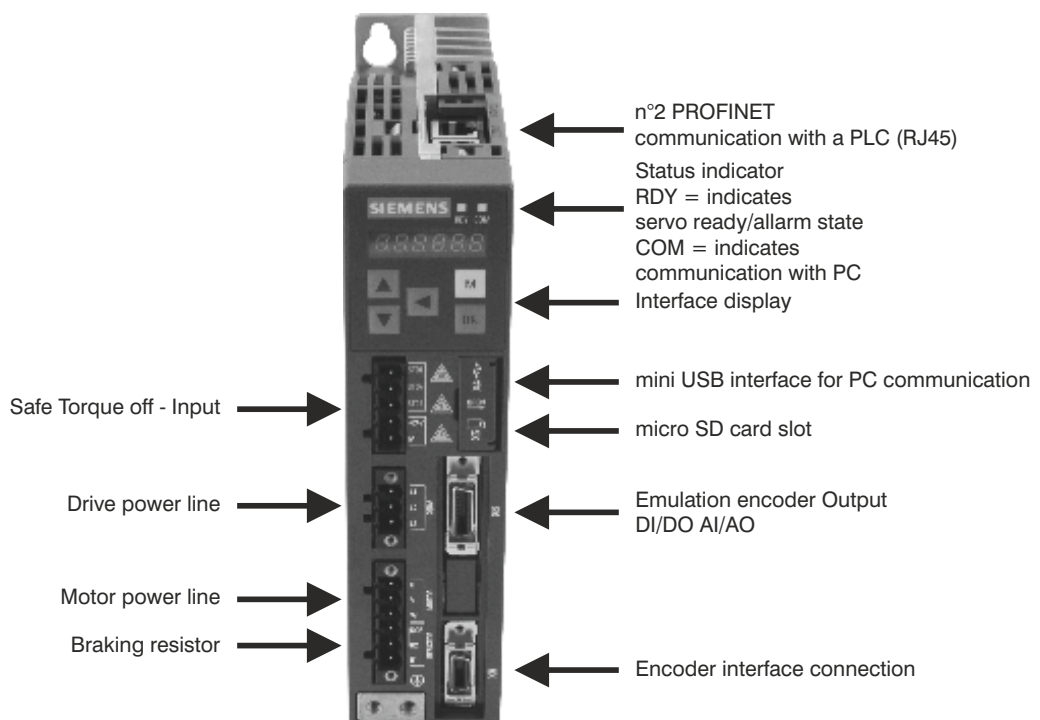 n°2 PROFINET
communication with a PLC (RJ45)
Status indicator
RDY = indicates
servo ready/allarm state
COM = indicates
communication with PC
Interface display
mini USB interface for PC communication
micro SD card slot
Emulation encoder Output
DI/DO AI/AO
Encoder interface connection
Safe Torque off - Input
Drive power line
Motor power line
Braking resistor
SIEMENS
COM
M
OK